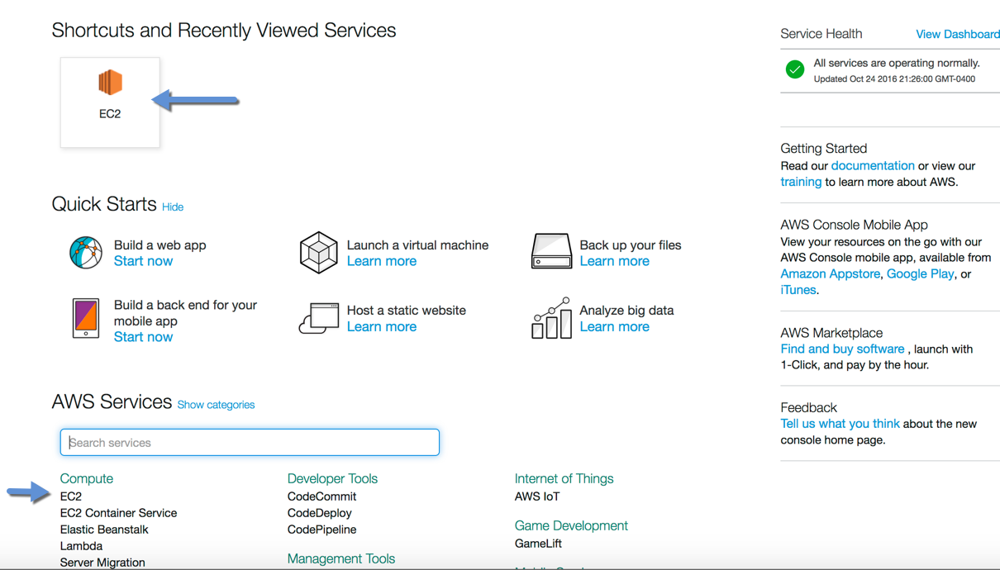 Shortcuts and Recently Viewed Services
EC2
Quick Starts Hide
Build a web app
Start now
Launch a virtual machine
Learn more
Back up your files
Learn more
Build a back end for your
mobile app
Start now
Host a static website
Learn more
Analyze big data
Learn more
AWS Services Show categories
Search services
Compute
EC2
EC2 Container Service
Elastic Beanstalk
Lambda
Server Migration
Developer Tools
CodeCommit
CodeDeploy
CodePipeline
Management Tools
Internet of Things
AWS IoT
Game Development
GameLift
Service Health View Dashboard
All services are operating normally.
Updated Oct 24 2016 21:26:00 GMT-0400
Getting Started
Read our documentation or view our
training to learn more about AWS.
AWS Console Mobile App
View your resources on the go with our
AWS Console mobile app, available from
Amazon Appstore, Google Play, or
iTunes.
AWS Marketplace
Find and buy software , launch with
1-Click, and pay by the hour.
Feedback
Tell us what you think about the new
console home page.